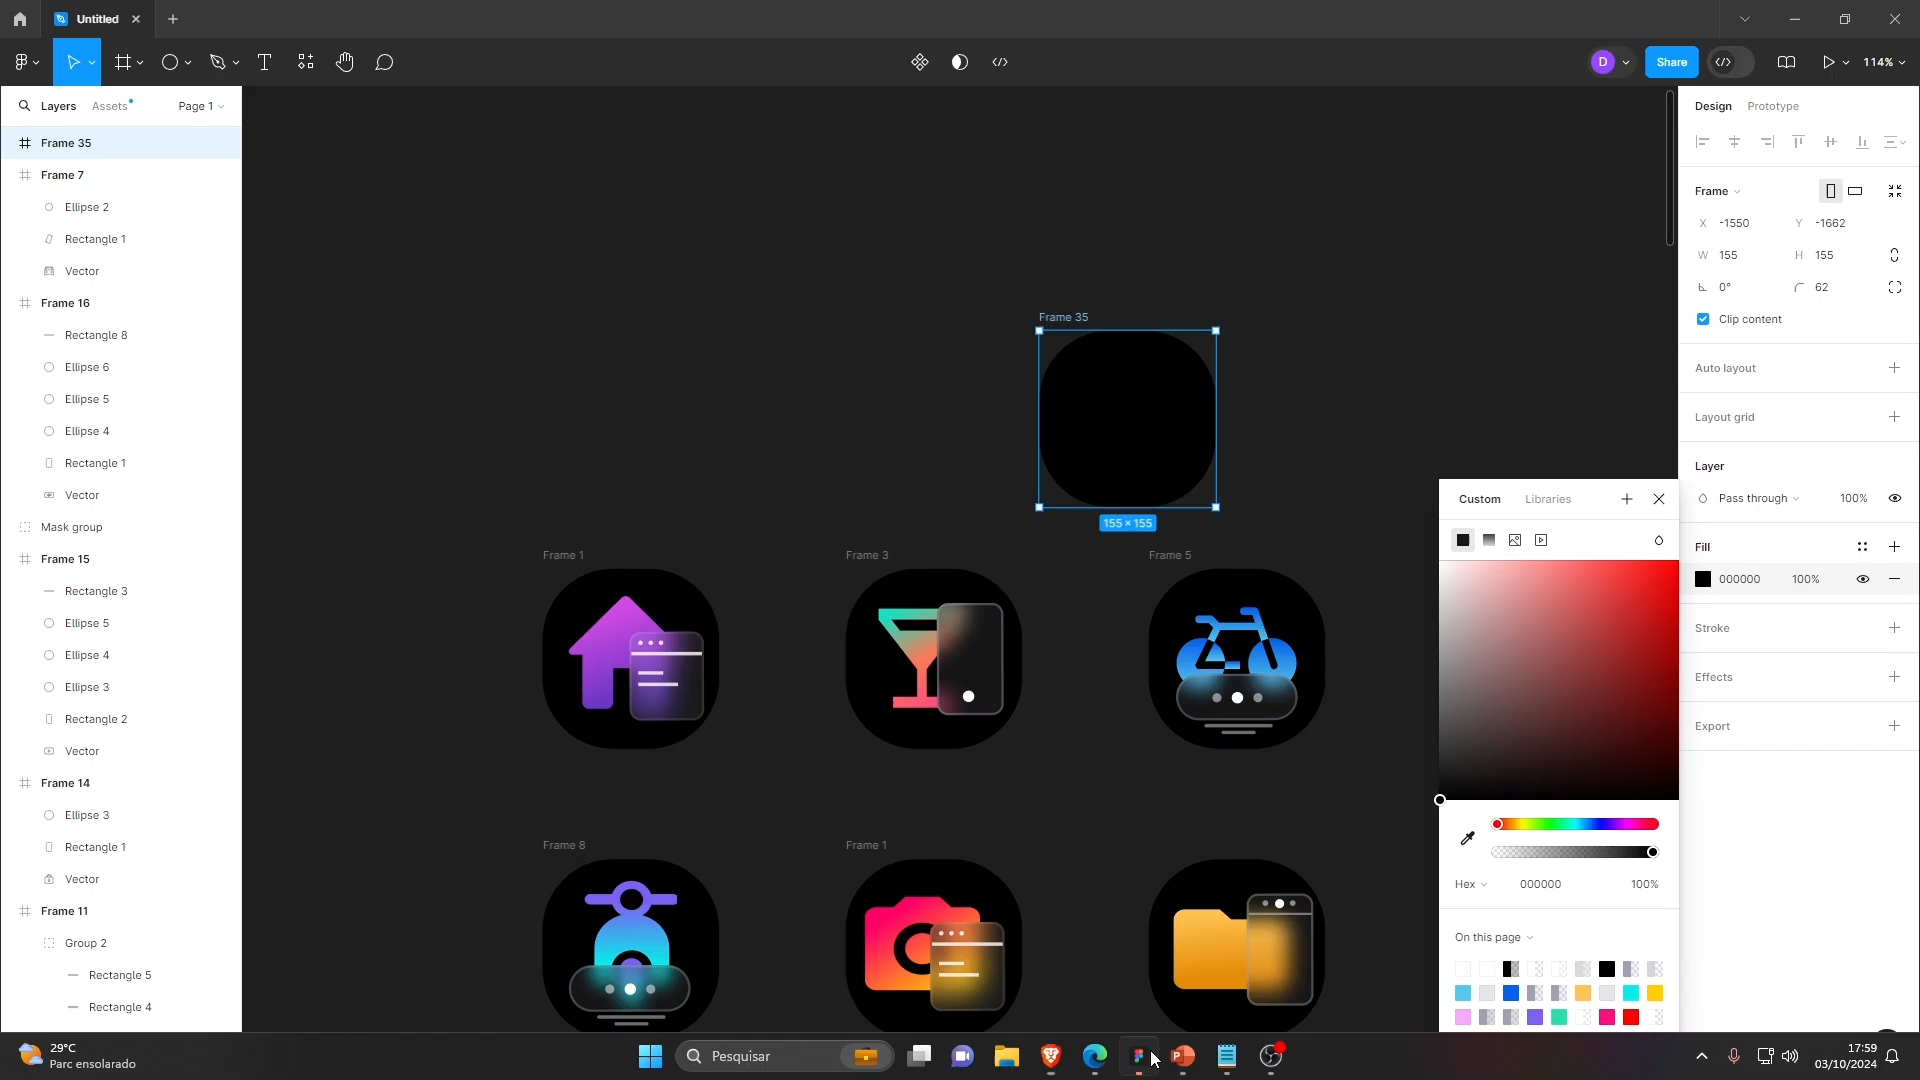 Untitled
D
Share
114%
Layers
Assets
Page 1
Frame 35
Frame 7
Ellipse 2
Rectangle 1
Vector
Frame 16
Rectangle 8
Ellipse 6
Ellipse 5
Ellipse 4
Rectangle 1
Vector
Mask group
Frame 15
Rectangle 3
Ellipse 5
Ellipse 4
Ellipse 3
Rectangle 2
Vector
Frame 14
Ellipse 3
Rectangle 1
Vector
Frame 11
Group 2
Rectangle 5
Rectangle 4
Frame 35
155 × 155
Frame 1
Frame 3
Frame 5
Frame 8
Frame 1
Custom
Libraries
Hex
000000
100%
On this page
Design
Prototype
Frame
X
-1550
Y
-1662
W
155
H
155
0°
62
Clip content
Auto layout
Layout grid
Layer
Pass through
100%
Fill
000000
100%
Stroke
Effects
Export
29°C
Parc ensolarado
Pesquisar
17:59
03/10/2024